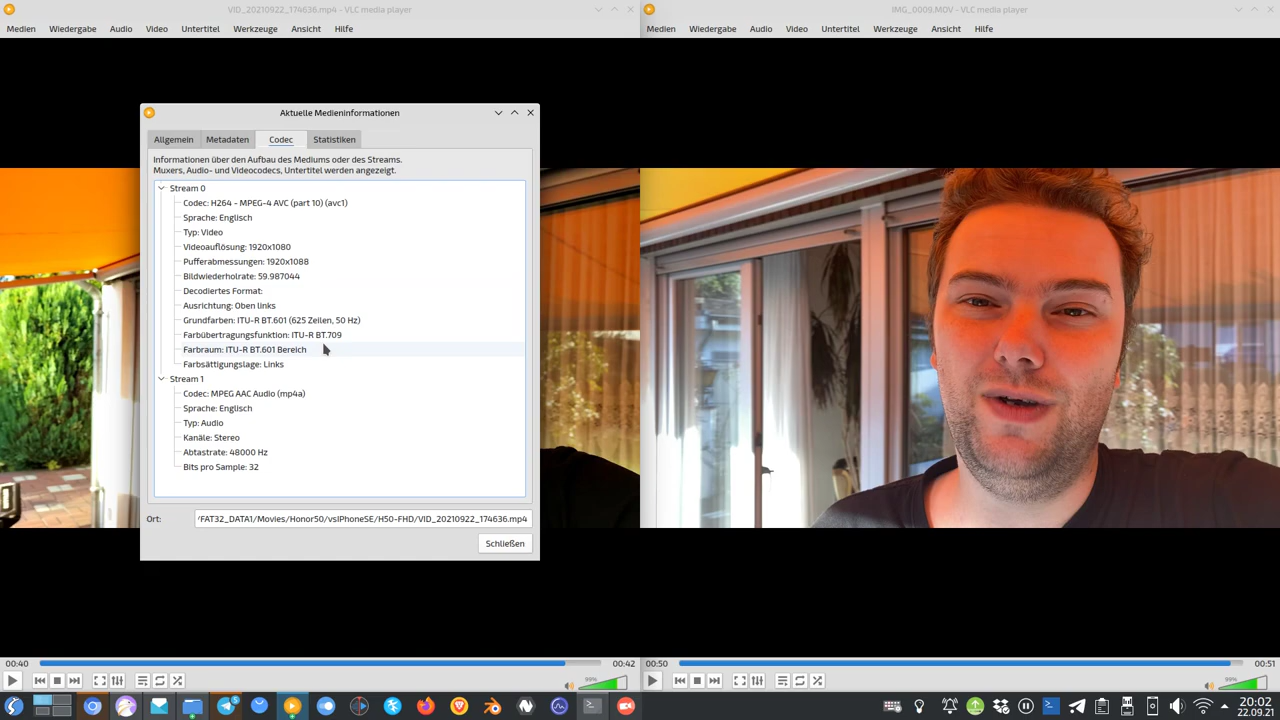 VID_20210922_174636.mp4 - VLC media player
Medien Wiedergabe Audio Video Untertitel Werkzeuge Ansicht Hilfe
IMG_0009.MOV - VLC media player
Medien Wiedergabe Audio Video Untertitel Werkzeuge Ansicht Hilfe
Aktuelle Medieninformationen
Allgemein Metadaten Codec Statistiken
Informationen über den Aufbau des Mediums oder des Streams.
Muxers, Audio- und Videocodecs, Untertitel werden angezeigt.
Stream 0
Codec: H264 - MPEG-4 AVC (part 10) (avc1)
Sprache: Englisch
Typ: Video
Videoauflösung: 1920x1080
Pufferabmessungen: 1920x1088
Bildwiederholrate: 59.987044
Decodiertes Format:
Ausrichtung: Oben links
Grundfarben: ITU-R BT.601 (625 Zeilen, 50 Hz)
Farbübertragungsfunktion: ITU-R BT.709
Farbraum: ITU-R BT.601 Bereich
Farbsättigungslage: Links
Stream 1
Codec: MPEG AAC Audio (mp4a)
Sprache: Englisch
Typ: Audio
Kanäle: Stereo
Abtastrate: 48000 Hz
Bits pro Sample: 32
Ort: /FAT32_DATA1/Movies/Honor50/vsIPhoneSE/H50-FHD/VID_20210922_174636.mp4
Schließen
00:40 00:42
99%
00:50 00:51
99%
5
20:02
22.09.21